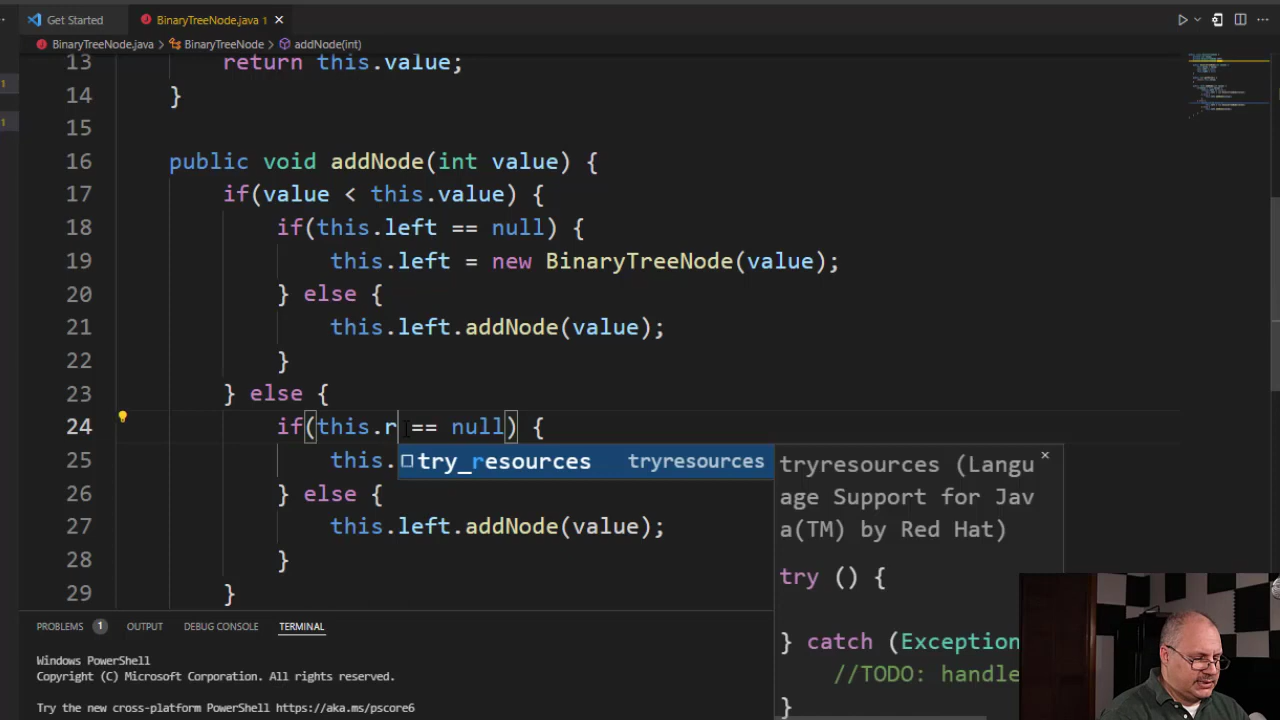 Get Started
BinaryTreeNode.java 1
BinaryTreeNode.java > BinaryTreeNode > addNode(int)
13 return this.value;
14 }
15
16 public void addNode(int value) {
17 if(value < this.value) {
18 if(this.left == null) {
19 this.left = new BinaryTreeNode(value);
20 } else {
21 this.left.addNode(value);
22 }
23 } else {
24 if(this.r == null) {
25 this.
try_resources tryresources
26 } else {
27 this.left.addNode(value);
28 }
29 }
tryresources (Langu
age Support for Jav
a(TM) by Red Hat)
try () {
} catch (Exception
//TODO: handle
}
PROBLEMS 1 OUTPUT DEBUG CONSOLE TERMINAL
Windows PowerShell
Copyright (C) Microsoft Corporation. All rights reserved.
Try the new cross-platform PowerShell https://aka.ms/pscore6
1
1